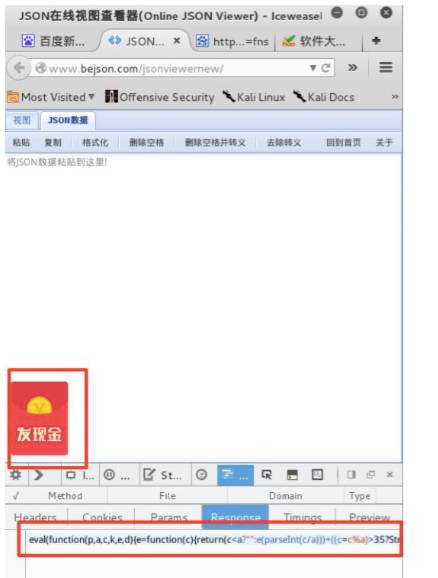 JSON在线视图查看器(Online JSON Viewer) - Iceweasel
百度新... JSON... × http...=fns 软件大...
www.bejson.com/jsonviewernew/
Most Visited Offensive Security Kali Linux Kali Docs »
视图 JSON数据
粘贴 复制 格式化 删除空格 删除空格并转义 去除转义 回到首页 关于
将JSON数据粘贴到这里!
发现金
I... ... St... ...
√ Method File Domain Type
Headers Cookies Params Response Timings Preview
eval(function(p,a,c,k,e,d){e=function(c){return(c<a?"":e(parseInt(c/a)))+((c=c%a)>35?Str